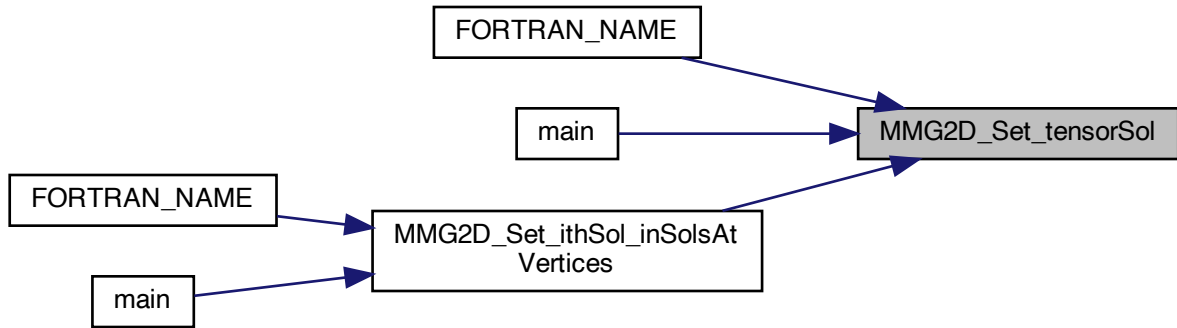 FORTRAN_NAME
main
MMG2D_Set_tensorSol
FORTRAN_NAME
MMG2D_Set_ithSol_inSolsAt
Vertices
main